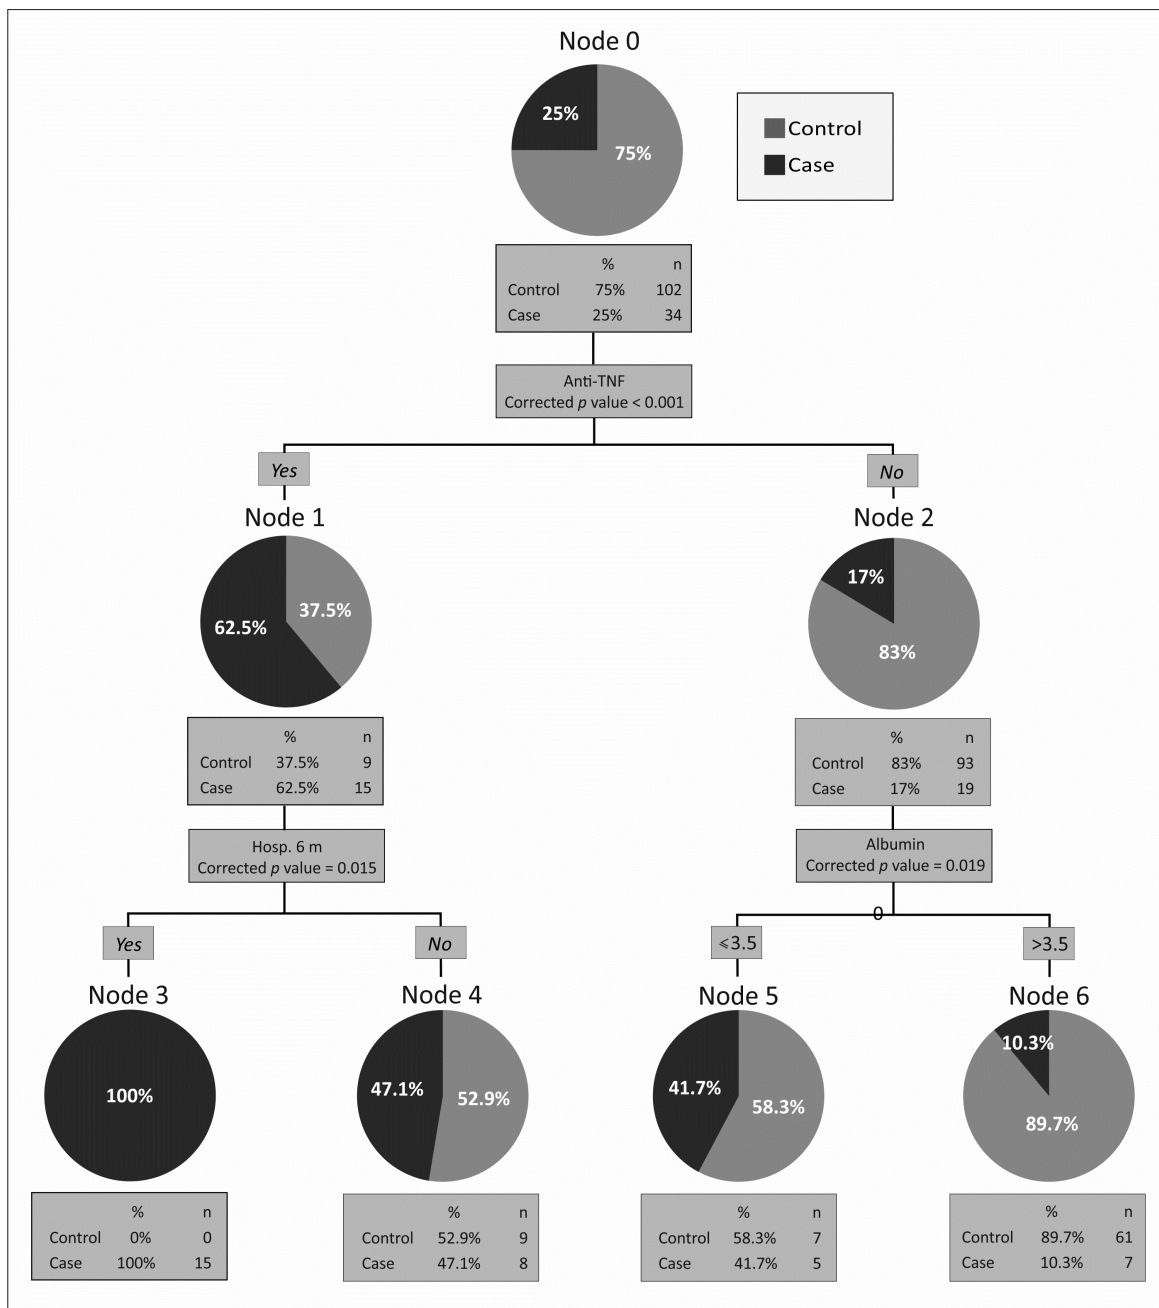 Node 0
25%
75%
Control
Case
% n
Control 75% 102
Case 25% 34
Anti-TNF
Corrected p value < 0.001
Yes
No
Node 1
Node 2
62.5%
37.5%
17%
83%
% n
Control 37.5% 9
Case 62.5% 15
% n
Control 83% 93
Case 17% 19
Hosp. 6 m
Corrected p value = 0.015
Albumin
Corrected p value = 0.019
0
Yes
No
⩽3.5
>3.5
Node 3
Node 4
Node 5
Node 6
100%
47.1%
52.9%
41.7%
58.3%
10.3%
89.7%
% n
Control 0% 0
Case 100% 15
% n
Control 52.9% 9
Case 47.1% 8
% n
Control 58.3% 7
Case 41.7% 5
% n
Control 89.7% 61
Case 10.3% 7